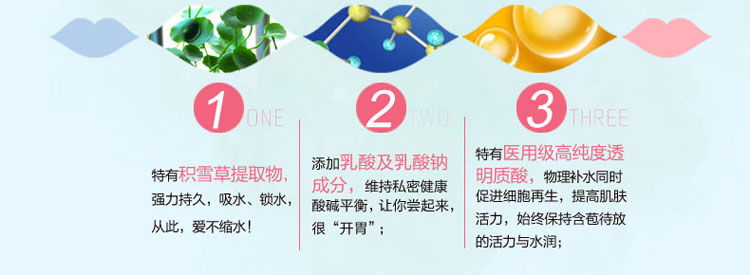 1 ONE
特有积雪草提取物，
强力持久，吸水、锁水，
从此，爱不缩水！
2 TWO
添加乳酸及乳酸钠
成分，维持私密健康
酸碱平衡，让你尝起来，
很“开胃”；
3 THREE
特有医用级高纯度透
明质酸，物理补水同时
促进细胞再生，提高肌肤
活力，始终保持含苞待放
的活力与水润；